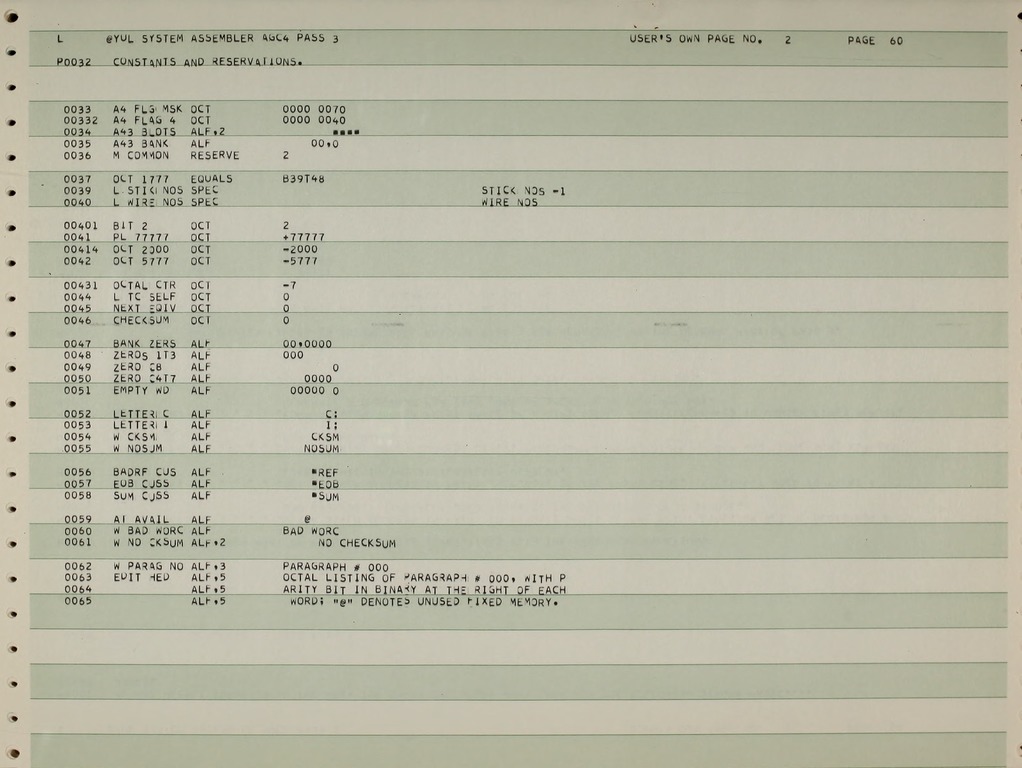 L @YUL SYSTEM ASSEMBLER AGC4 PASS 3 USER'S OWN PAGE NO. 2 PAGE 60
P0032 CONSTANTS AND RESERVATIONS.
0033 A4 FLG MSK OCT 0000 0070
00332 A4 FLAG 4 OCT 0000 0040
0034 A43 BLOTS ALF,2 ■■■■
0035 A43 BANK ALF 00,0
0036 M COMMON RESERVE 2
0037 OCT 1777 EQUALS B39T48
0039 L STICK NOS SPEC STICK NOS -1
0040 L WIRE NOS SPEC WIRE NOS
00401 BIT 2 OCT 2
0041 PL 77777 OCT +77777
00414 OCT 2000 OCT -2000
0042 OCT 5777 OCT -5777
00431 OCTAL CTR OCT -7
0044 L TC SELF OCT 0
0045 NEXT EQIV OCT 0
0046 CHECKSUM OCT 0
0047 BANK ZERS ALF 00,0000
0048 ZEROS 1T3 ALF 000
0049 ZERO C8 ALF 0
0050 ZERO C4T7 ALF 0000
0051 EMPTY WD ALF 00000 0
0052 LETTER C ALF C;
0053 LETTER I ALF I;
0054 W CKSM ALF CKSM
0055 W NOSUM ALF NOSUM
0056 BADRF CUS ALF ■REF
0057 EOB CUSS ALF ■EOB
0058 SUM CUSS ALF ■SUM
0059 AT AVAIL ALF @
0060 W BAD WORD ALF BAD WORD
0061 W NO CKSUM ALF,2 NO CHECKSUM
0062 W PARAG NO ALF,3 PARAGRAPH # 000
0063 EDIT HED ALF,5 OCTAL LISTING OF PARAGRAPH # 000, WITH P
0064 ALF,5 ARITY BIT IN BINARY AT THE RIGHT OF EACH
0065 ALF,5 WORD; "@" DENOTES UNUSED FIXED MEMORY.